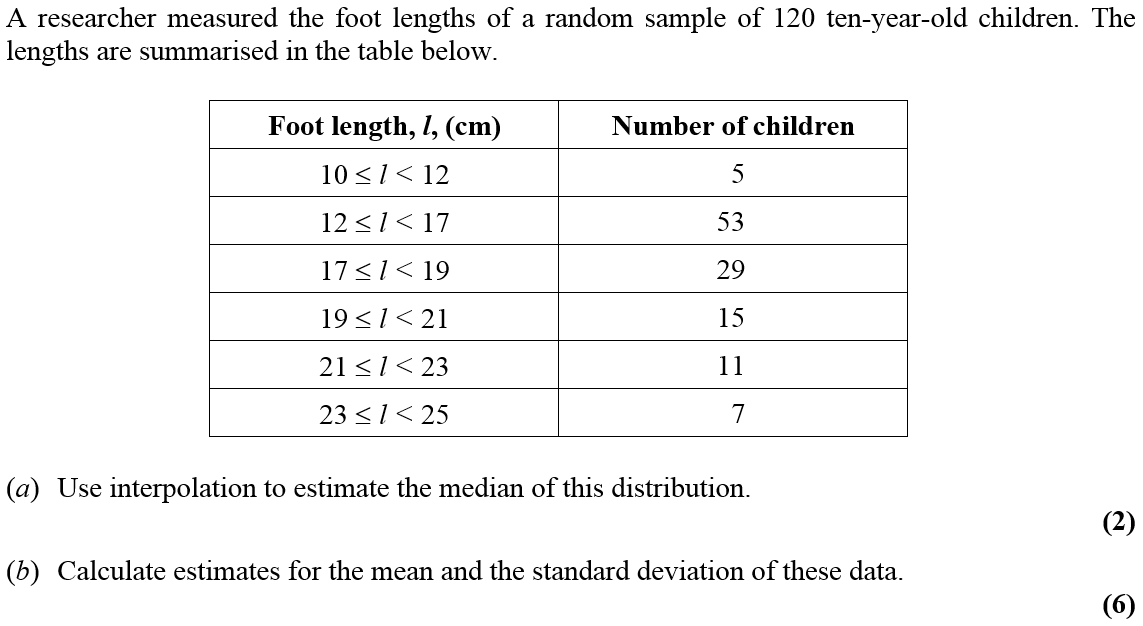 A researcher measured the foot lengths of a random sample of 120 ten-year-old children. The
lengths are summarised in the table below.
Foot length, l, (cm) Number of children
10 ≤ l < 12 5
12 ≤ l < 17 53
17 ≤ l < 19 29
19 ≤ l < 21 15
21 ≤ l < 23 11
23 ≤ l < 25 7
(a) Use interpolation to estimate the median of this distribution.
(2)
(b) Calculate estimates for the mean and the standard deviation of these data.
(6)